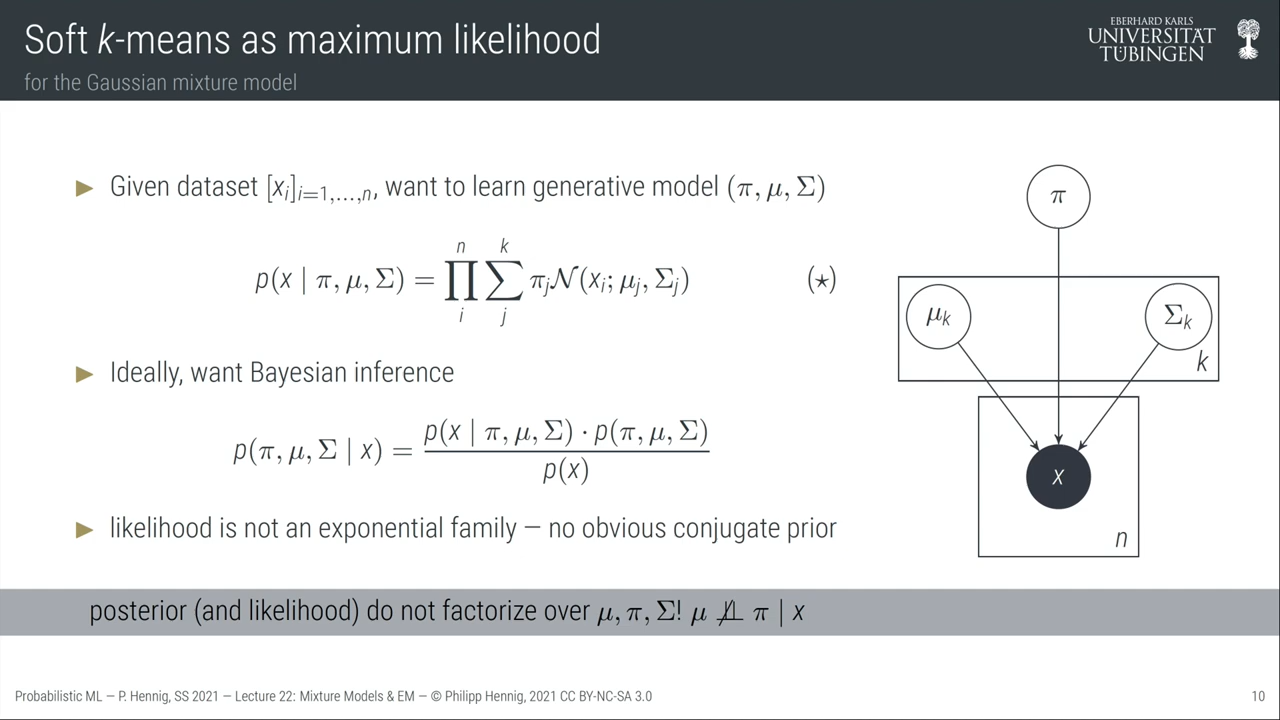 Soft k-means as maximum likelihood
for the Gaussian mixture model
EBERHARD KARLS
UNIVERSITÄT
TÜBINGEN
▶ Given dataset [x_i]_{i=1,...,n}, want to learn generative model (π, μ, Σ)
p(x | π, μ, Σ) = ∏_i^n ∑_j^k π_j 𝒩(x_i; μ_j, Σ_j) (⋆)
▶ Ideally, want Bayesian inference
p(π, μ, Σ | x) = \frac{p(x | π, μ, Σ) · p(π, μ, Σ)}{p(x)}
▶ likelihood is not an exponential family – no obvious conjugate prior
posterior (and likelihood) do not factorize over μ, π, Σ! μ ⫫̸ π | x
π
μ_k
Σ_k
k
x
n
Probabilistic ML – P. Hennig, SS 2021 – Lecture 22: Mixture Models & EM – © Philipp Hennig, 2021 CC BY-NC-SA 3.0
10